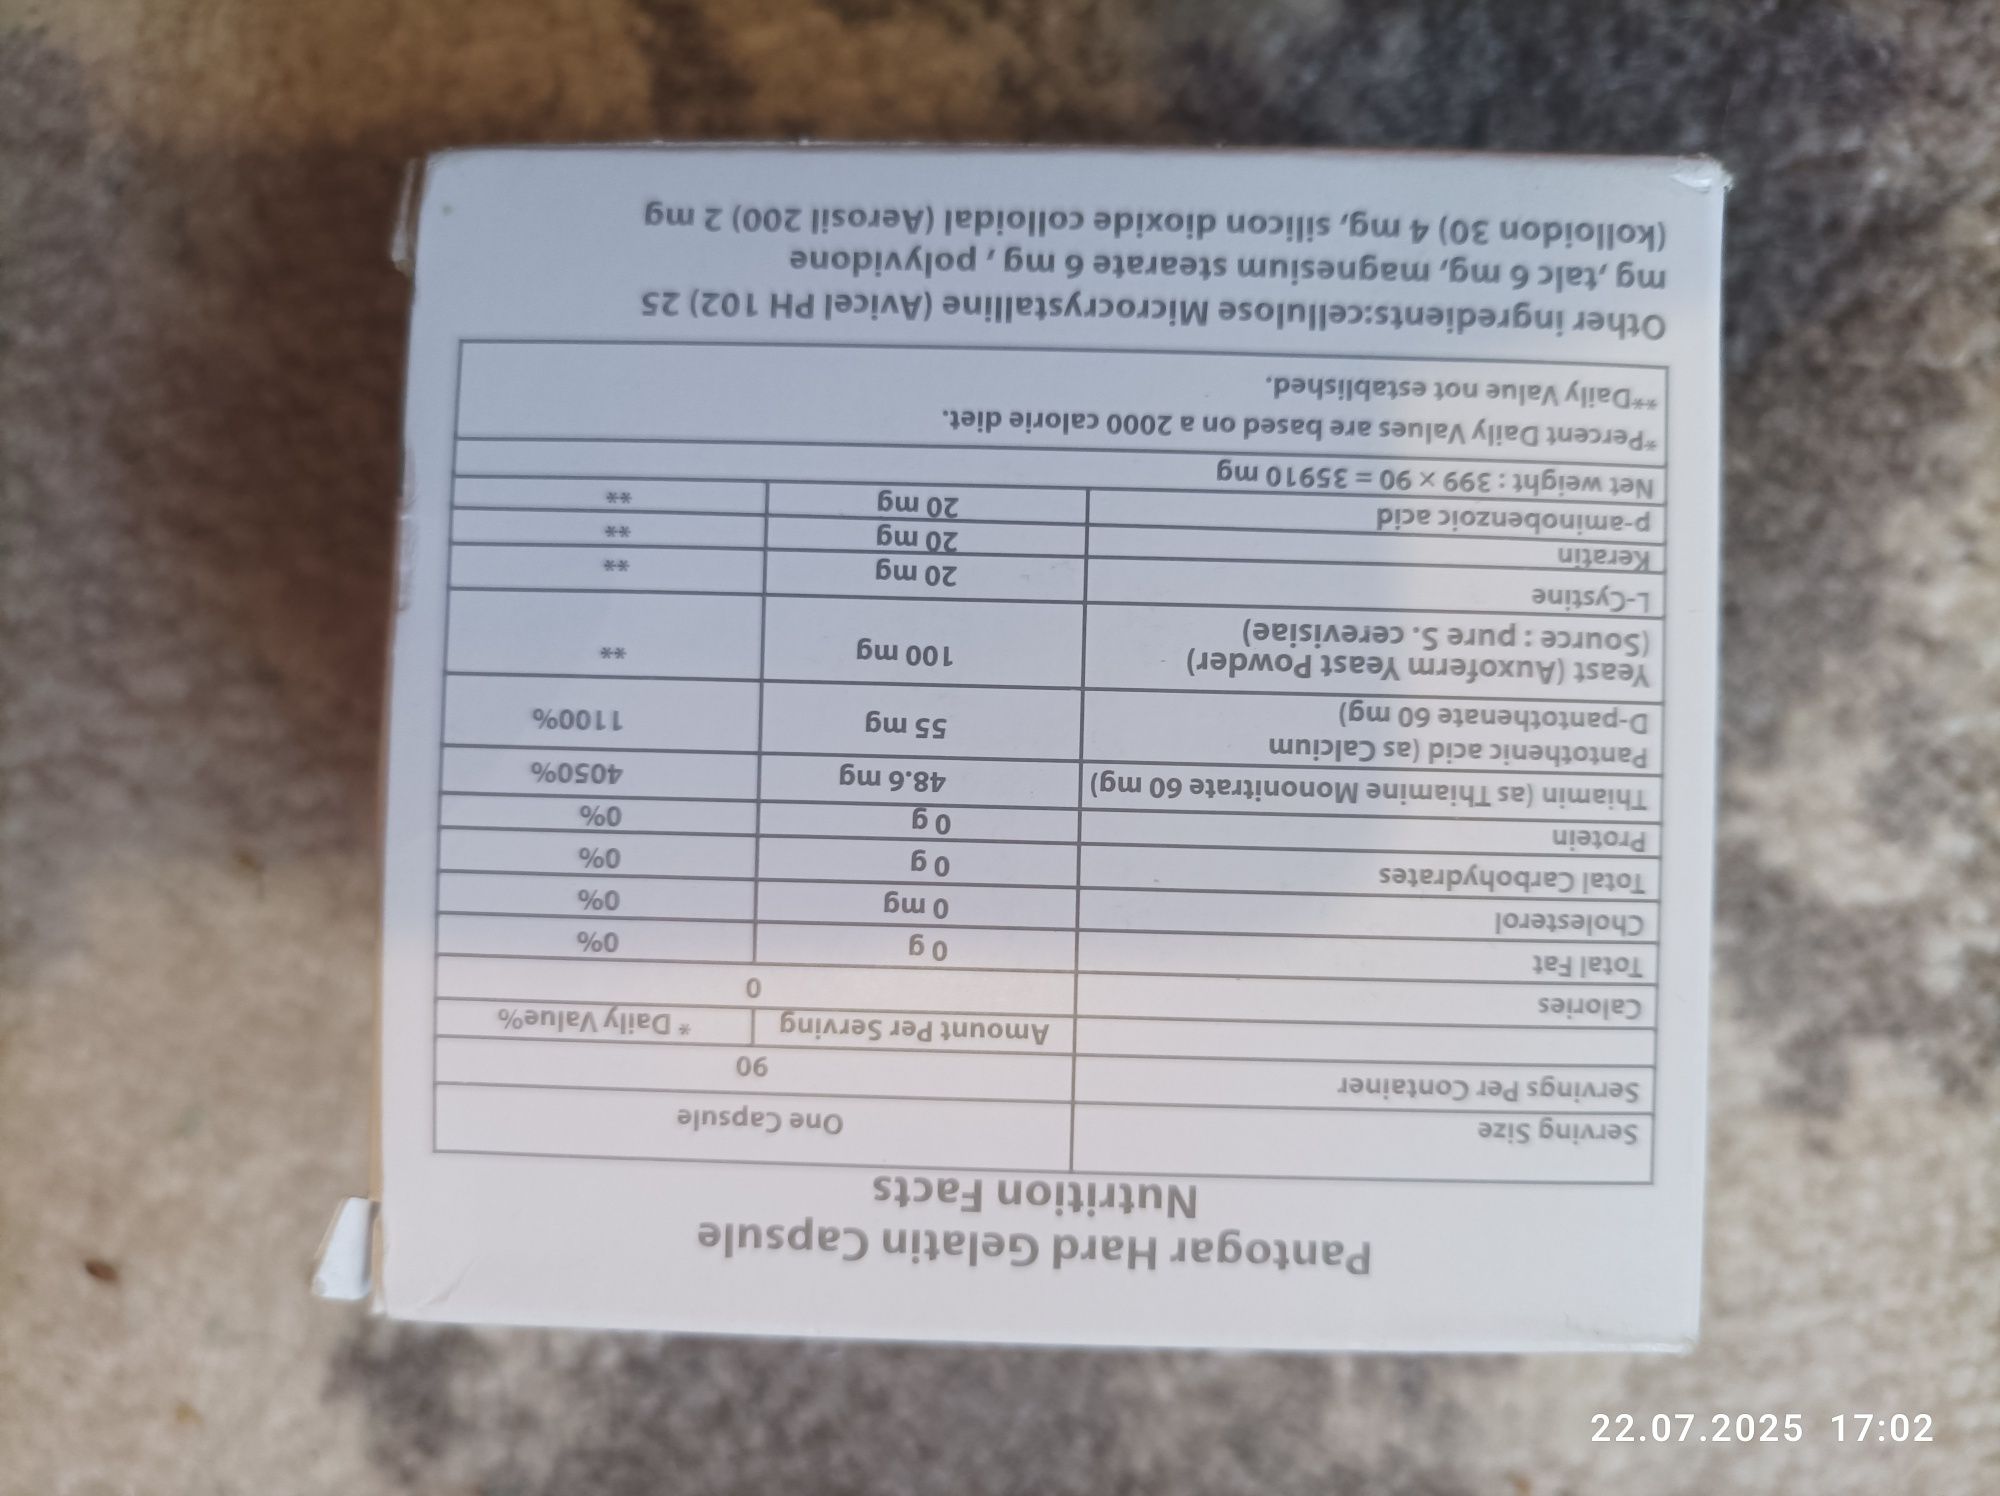 Pantogar Hard Gelatin Capsule
Nutrition Facts
Serving Size One Capsule
Servings Per Container 90
Amount Per Serving * Daily Value%
Calories 0
Total Fat 0 g 0%
Cholesterol 0 mg 0%
Total Carbohydrates 0 g 0%
Protein 0 g 0%
Thiamin (as Thiamine Mononitrate 60 mg) 48.6 mg 4050%
Pantothenic acid (as Calcium
D-pantothenate 60 mg) 55 mg 1100%
Yeast (Auxoferm Yeast Powder)
(Source : pure S. cerevisiae) 100 mg **
L-Cystine 20 mg **
Keratin 20 mg **
p-aminobenzoic acid 20 mg **
Net weight : 399 × 90 = 35910 mg
*Percent Daily Values are based on a 2000 calorie diet.
**Daily Value not established.
Other ingredients:cellulose Microcrystalline (Avicel PH 102) 25
mg ,talc 6 mg, magnesium stearate 6 mg , polyvidone
(kolloidon 30) 4 mg, silicon dioxide colloidal (Aerosil 200) 2 mg
22.07.2025 17:02